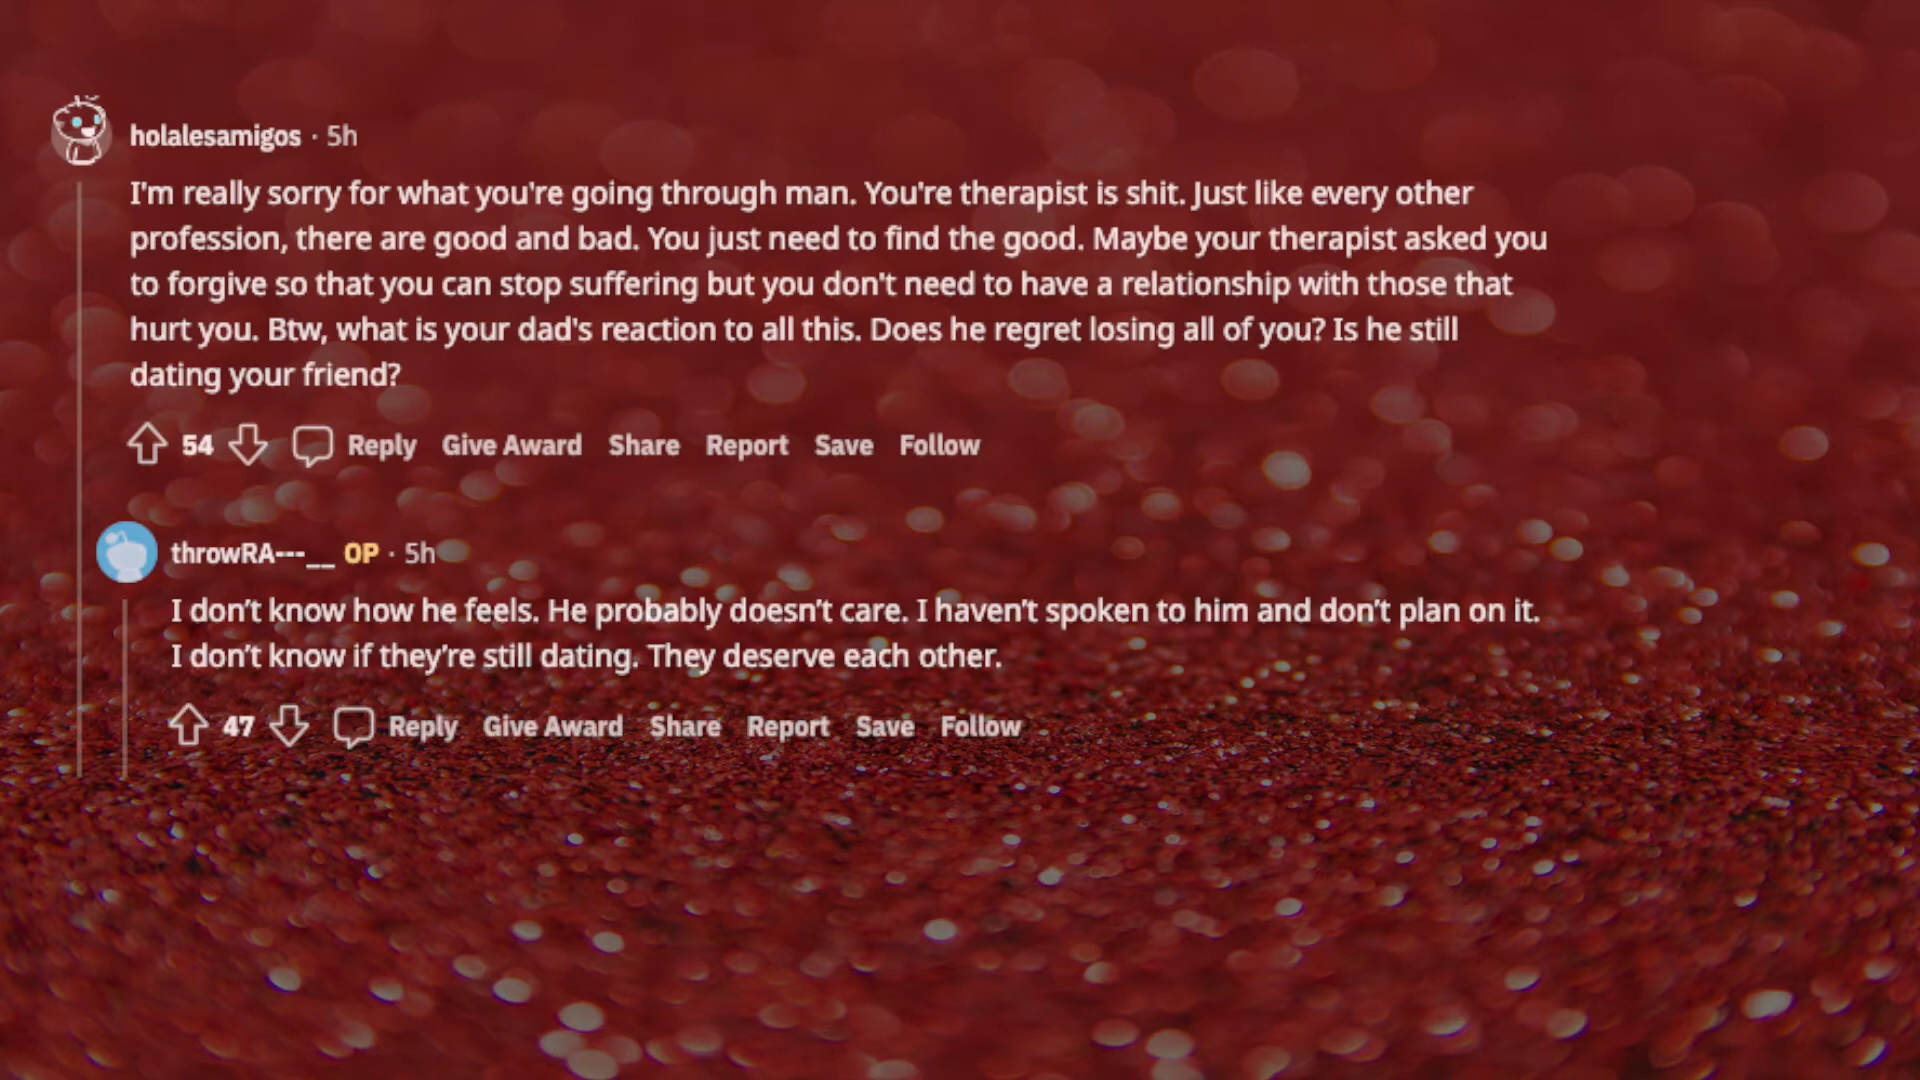 holalesamigos · 5h
I'm really sorry for what you're going through man. You're therapist is shit. Just like every other
profession, there are good and bad. You just need to find the good. Maybe your therapist asked you
to forgive so that you can stop suffering but you don't need to have a relationship with those that
hurt you. Btw, what is your dad's reaction to all this. Does he regret losing all of you? Is he still
dating your friend?
54 Reply Give Award Share Report Save Follow
throwRA---__ OP · 5h
I don’t know how he feels. He probably doesn’t care. I haven’t spoken to him and don’t plan on it.
I don’t know if they’re still dating. They deserve each other.
47 Reply Give Award Share Report Save Follow